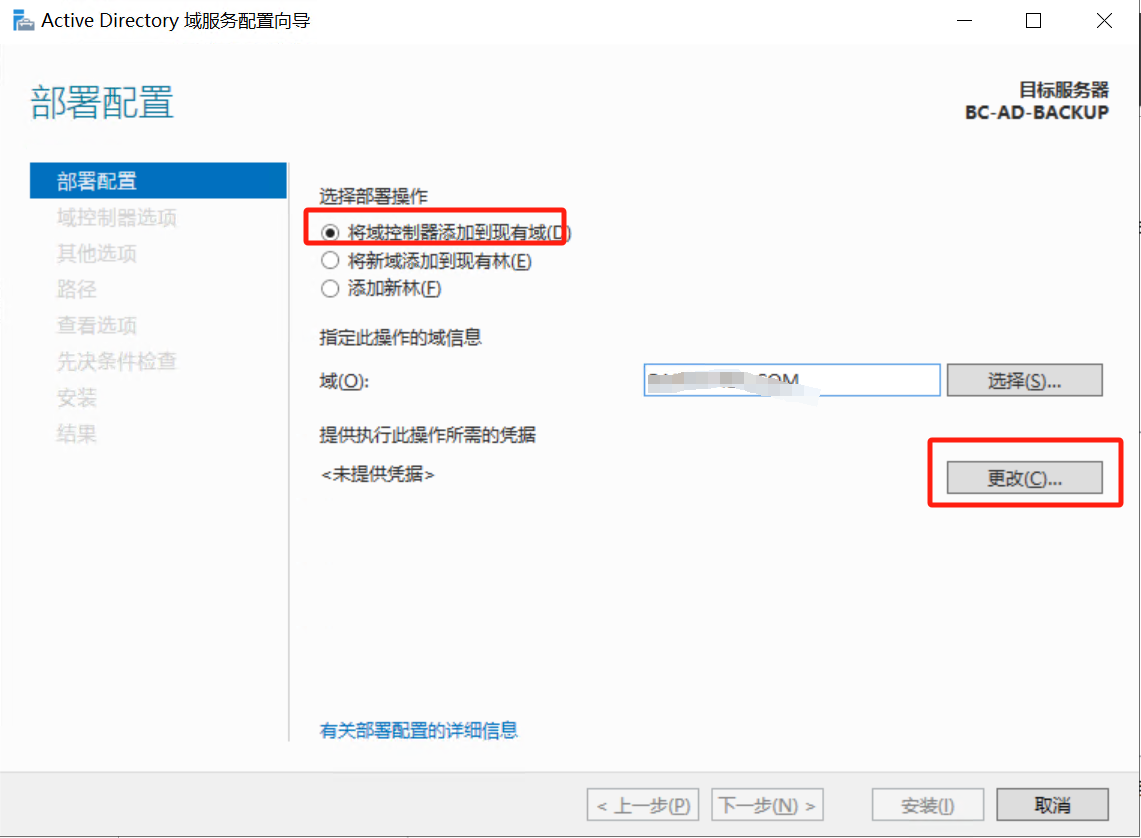 Active Directory 域服务配置向导
部署配置
目标服务器
BC-AD-BACKUP
部署配置
域控制器选项
其他选项
路径
查看选项
先决条件检查
安装
结果
选择部署操作
将域控制器添加到现有域(D)
将新域添加到现有林(E)
添加新林(F)
指定此操作的域信息
域(O):
选择(S)...
提供执行此操作所需的凭据
<未提供凭据>
更改(C)...
有关部署配置的详细信息
< 上一步(P)
下一步(N) >
安装(I)
取消